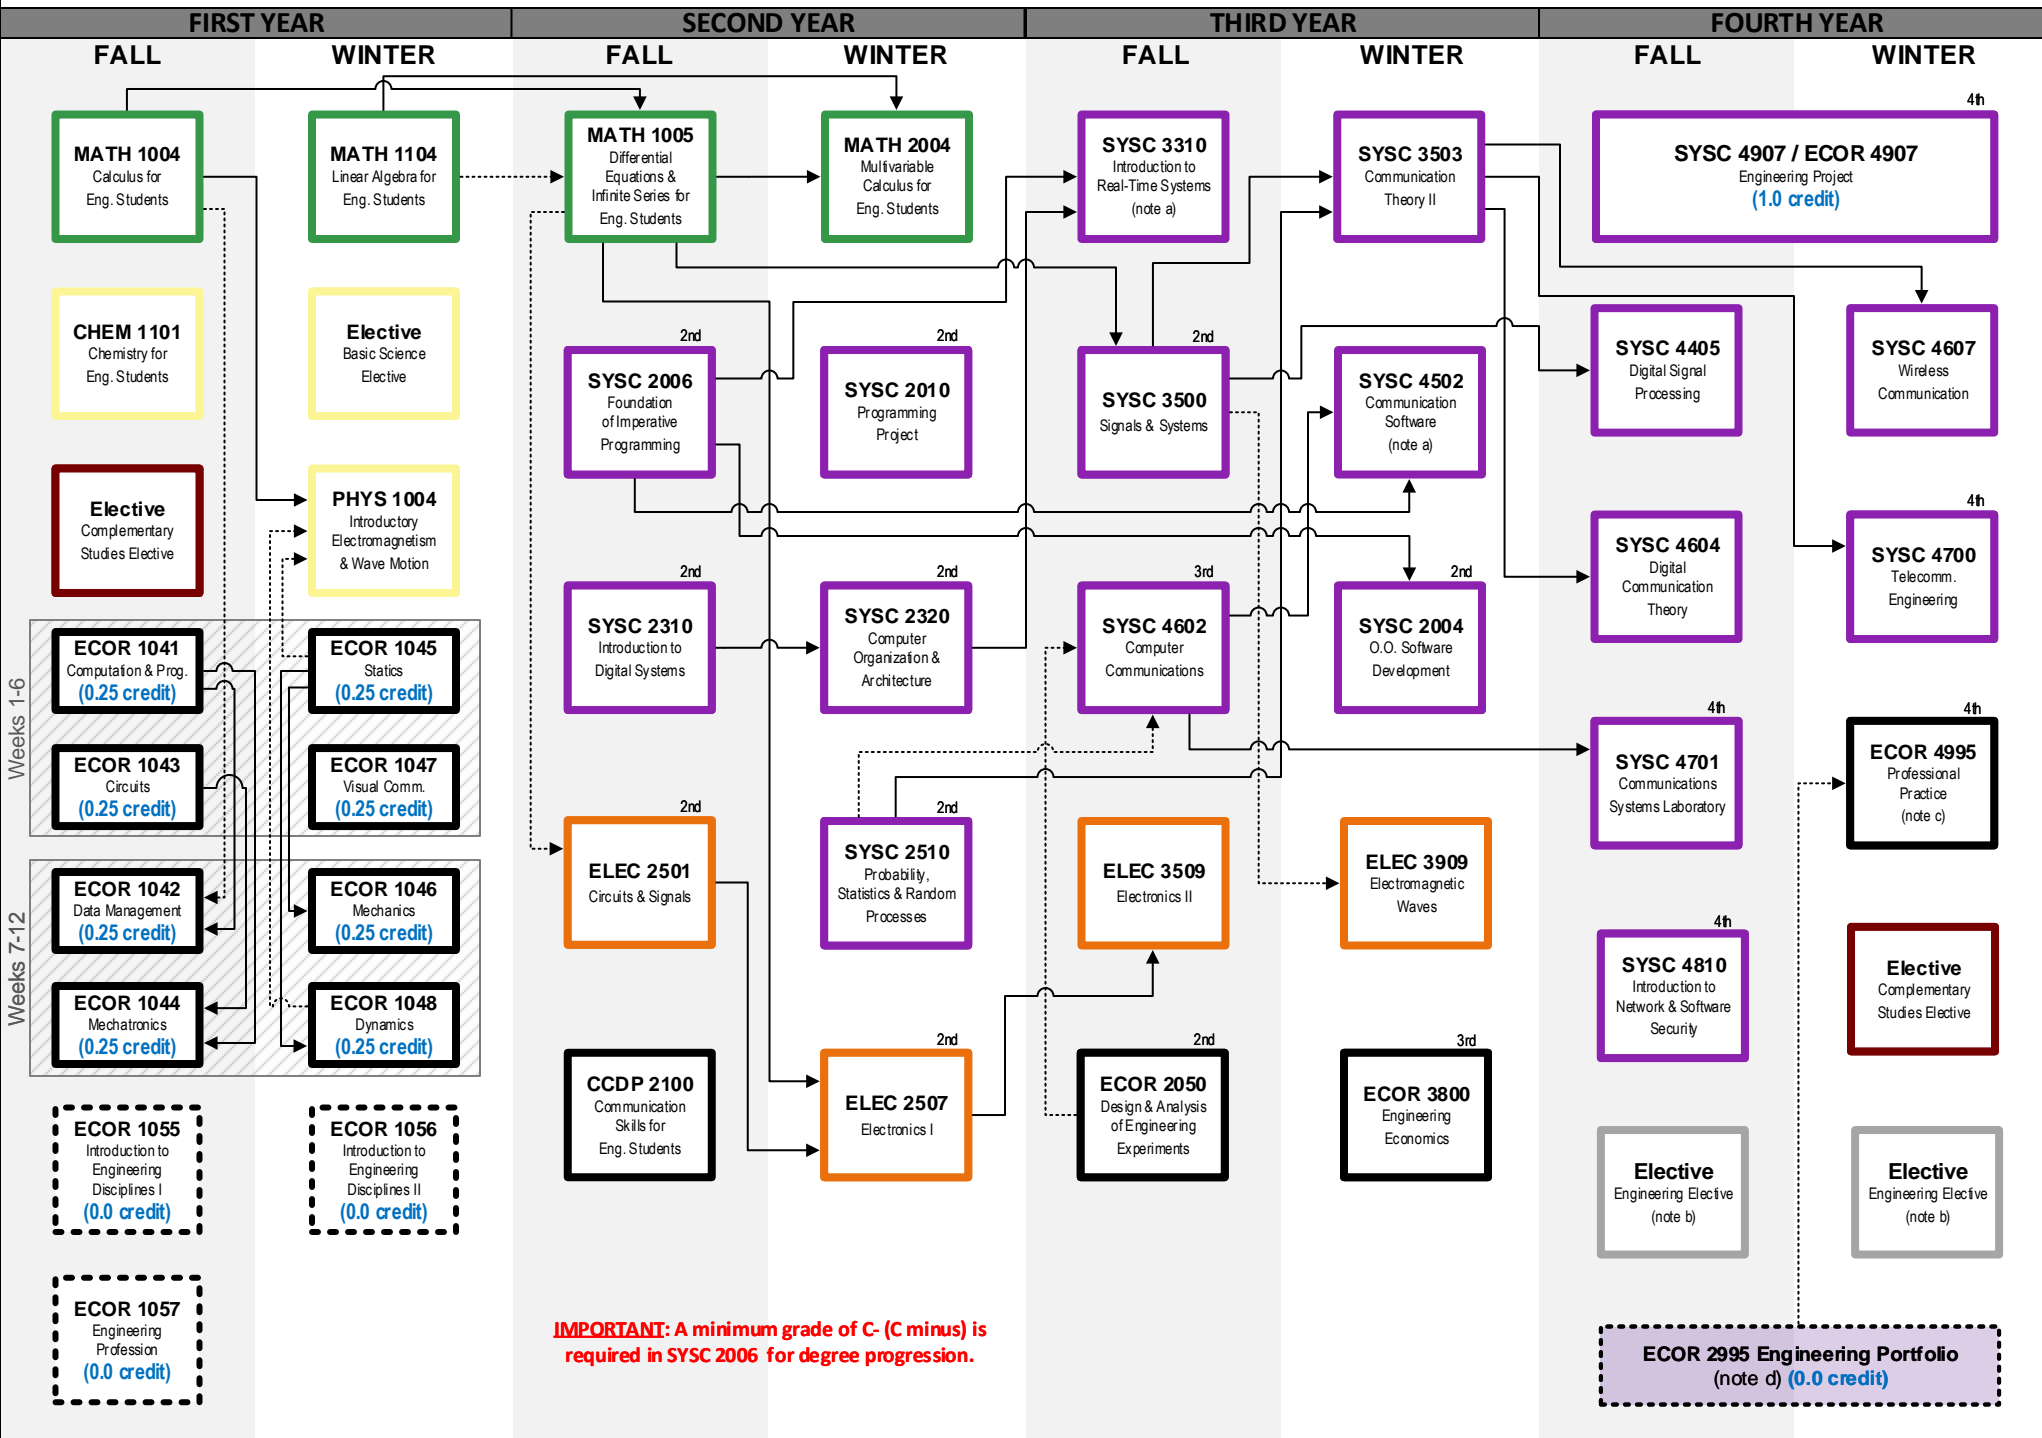 FIRST YEAR
SECOND YEAR
THIRD YEAR
FOURTH YEAR
FALL
WINTER
FALL
WINTER
FALL
WINTER
FALL
WINTER
MATH 1004
Calculus for
Eng. Students
CHEM 1101
Chemistry for
Eng. Students
Elective
Complementary
Studies Elective
Weeks 1-6
ECOR 1041
Computation & Prog.
(0.25 credit)
ECOR 1043
Circuits
(0.25 credit)
Weeks 7-12
ECOR 1042
Data Management
(0.25 credit)
ECOR 1044
Mechatronics
(0.25 credit)
ECOR 1055
Introduction to
Engineering
Disciplines I
(0.0 credit)
ECOR 1057
Engineering
Profession
(0.0 credit)
MATH 1104
Linear Algebra for
Eng. Students
Elective
Basic Science
Elective
PHYS 1004
Introductory
Electromagnetism
& Wave Motion
ECOR 1045
Statics
(0.25 credit)
ECOR 1047
Visual Comm.
(0.25 credit)
ECOR 1046
Mechanics
(0.25 credit)
ECOR 1048
Dynamics
(0.25 credit)
ECOR 1056
Introduction to
Engineering
Disciplines II
(0.0 credit)
MATH 1005
Differential
Equations &
Infinite Series for
Eng. Students
2nd
SYSC 2006
Foundation
of Imperative
Programming
2nd
SYSC 2310
Introduction to
Digital Systems
2nd
ELEC 2501
Circuits & Signals
CCDP 2100
Communication
Skills for
Eng. Students
MATH 2004
Multivariable
Calculus for
Eng. Students
2nd
SYSC 2010
Programming
Project
2nd
SYSC 2320
Computer
Organization &
Architecture
2nd
SYSC 2510
Probability,
Statistics & Random
Processes
2nd
ELEC 2507
Electronics I
IMPORTANT: A minimum grade of C- (C minus) is
required in SYSC 2006 for degree progression.
SYSC 3310
Introduction to
Real-Time Systems
(note a)
2nd
SYSC 3500
Signals & Systems
3rd
SYSC 4602
Computer
Communications
ELEC 3509
Electronics II
2nd
ECOR 2050
Design & Analysis
of Engineering
Experiments
SYSC 3503
Communication
Theory II
SYSC 4502
Communication
Software
(note a)
2nd
SYSC 2004
O.O. Software
Development
ELEC 3909
Electromagnetic
Waves
3rd
ECOR 3800
Engineering
Economics
4th
SYSC 4907 / ECOR 4907
Engineering Project
(1.0 credit)
SYSC 4405
Digital Signal
Processing
SYSC 4604
Digital
Communication
Theory
4th
SYSC 4701
Communications
Systems Laboratory
4th
SYSC 4810
Introduction to
Network & Software
Security
Elective
Engineering Elective
(note b)
SYSC 4607
Wireless
Communication
4th
SYSC 4700
Telecomm.
Engineering
4th
ECOR 4995
Professional
Practice
(note c)
Elective
Complementary
Studies Elective
Elective
Engineering Elective
(note b)
ECOR 2995 Engineering Portfolio
(note d) (0.0 credit)